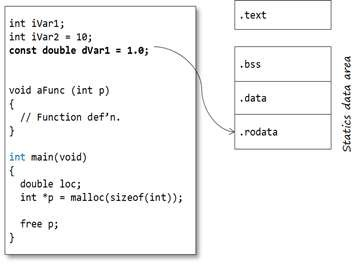 int iVar1;
int iVar2 = 10;
const double dVar1 = 1.0;
void aFunc (int p)
{
// Function def’n.
}
int main(void)
{
double loc;
int *p = malloc(sizeof(int));
free p;
}
.text
.bss
.data
.rodata
Statics data area